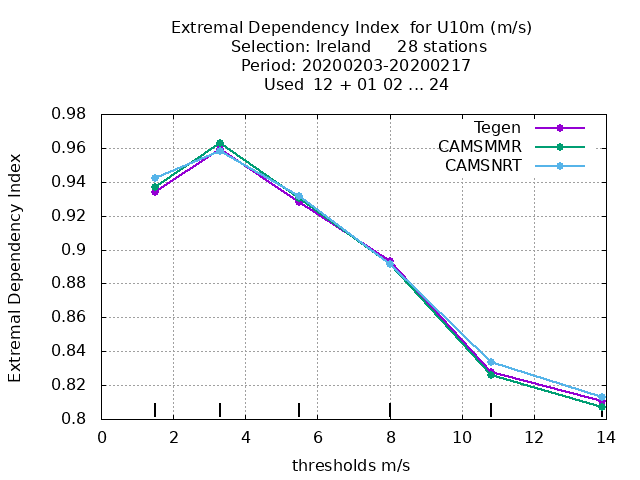 Extremal Dependency Index  for U10m (m/s)
Selection: Ireland     28 stations
Period: 20200203-20200217
Used  12 + 01 02 ... 24
Tegen
CAMSMMR
CAMSNRT
Extremal Dependency Index
0.98
0.96
0.94
0.92
0.9
0.88
0.86
0.84
0.82
0.8
0 2 4 6 8 10 12 14
thresholds m/s